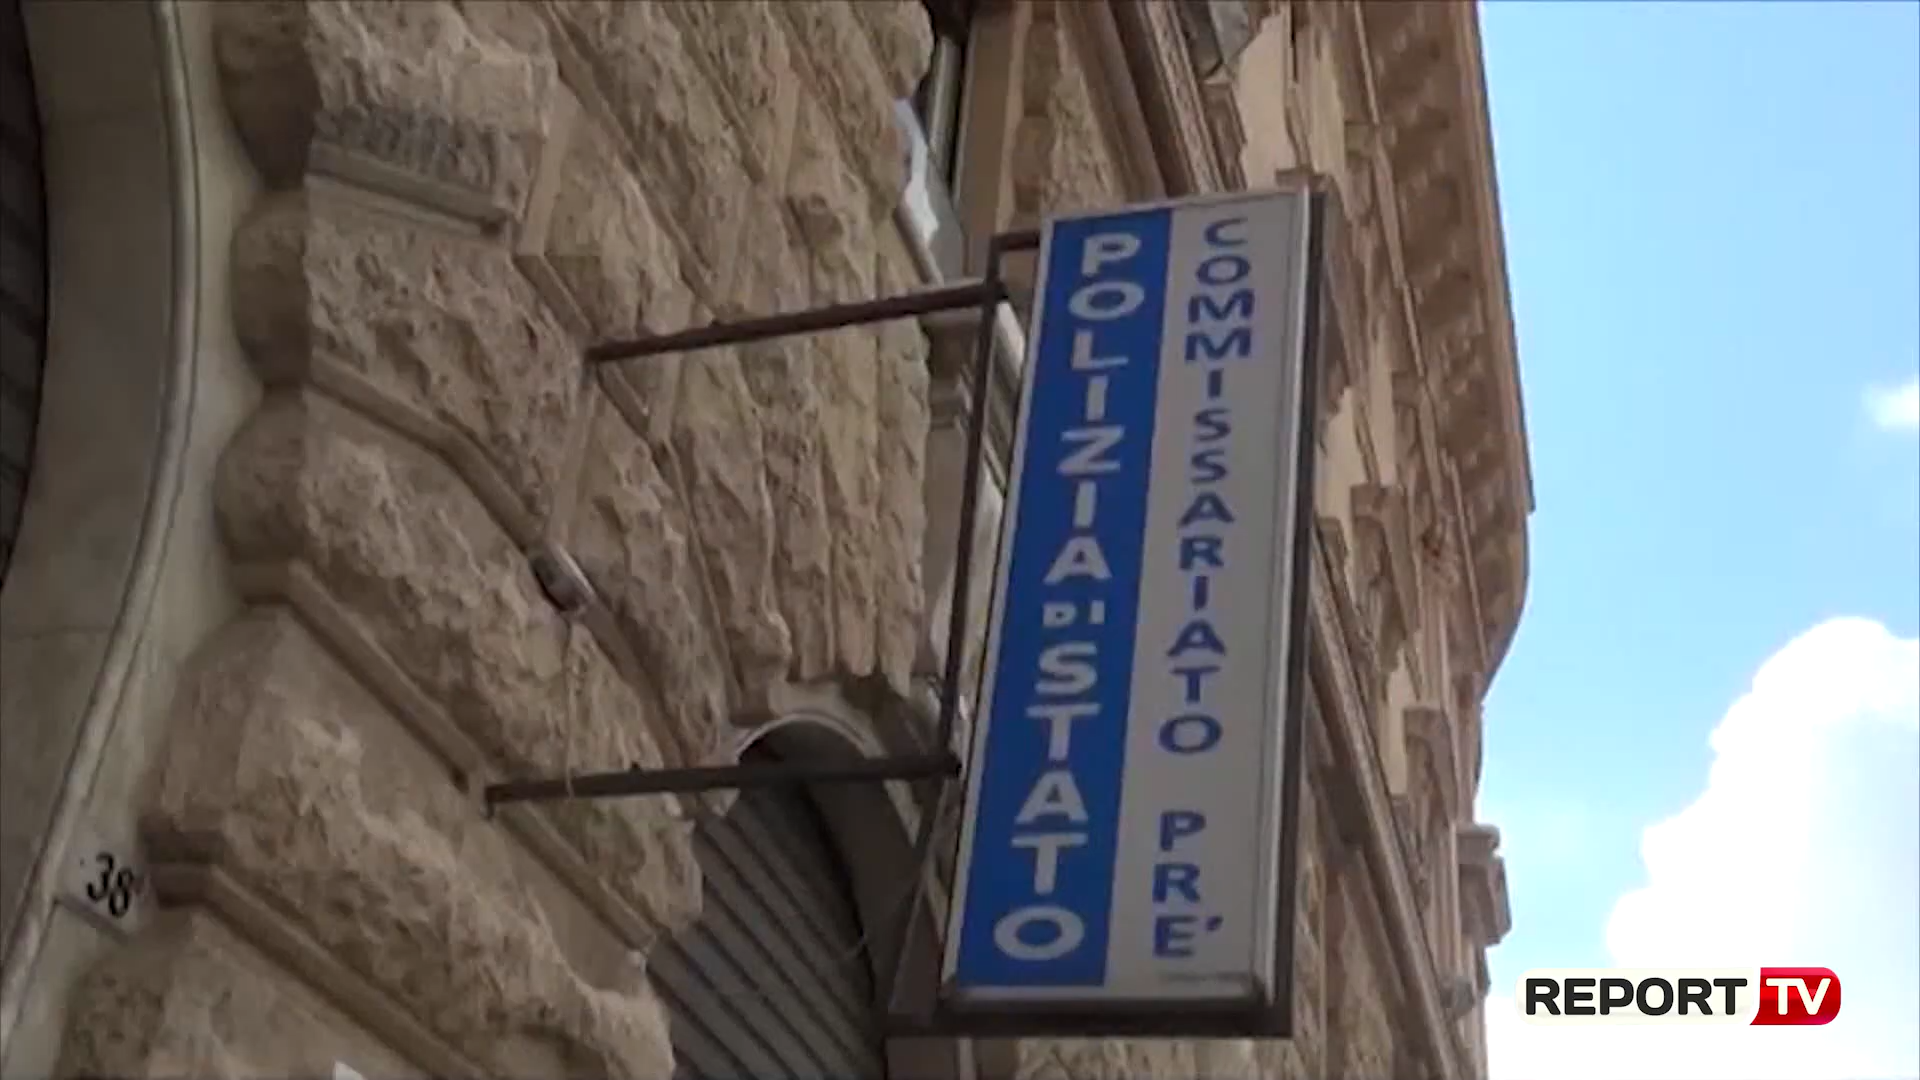 POLIZIA DI STATO
COMMISSARIATO PRE'
38
REPORT TV